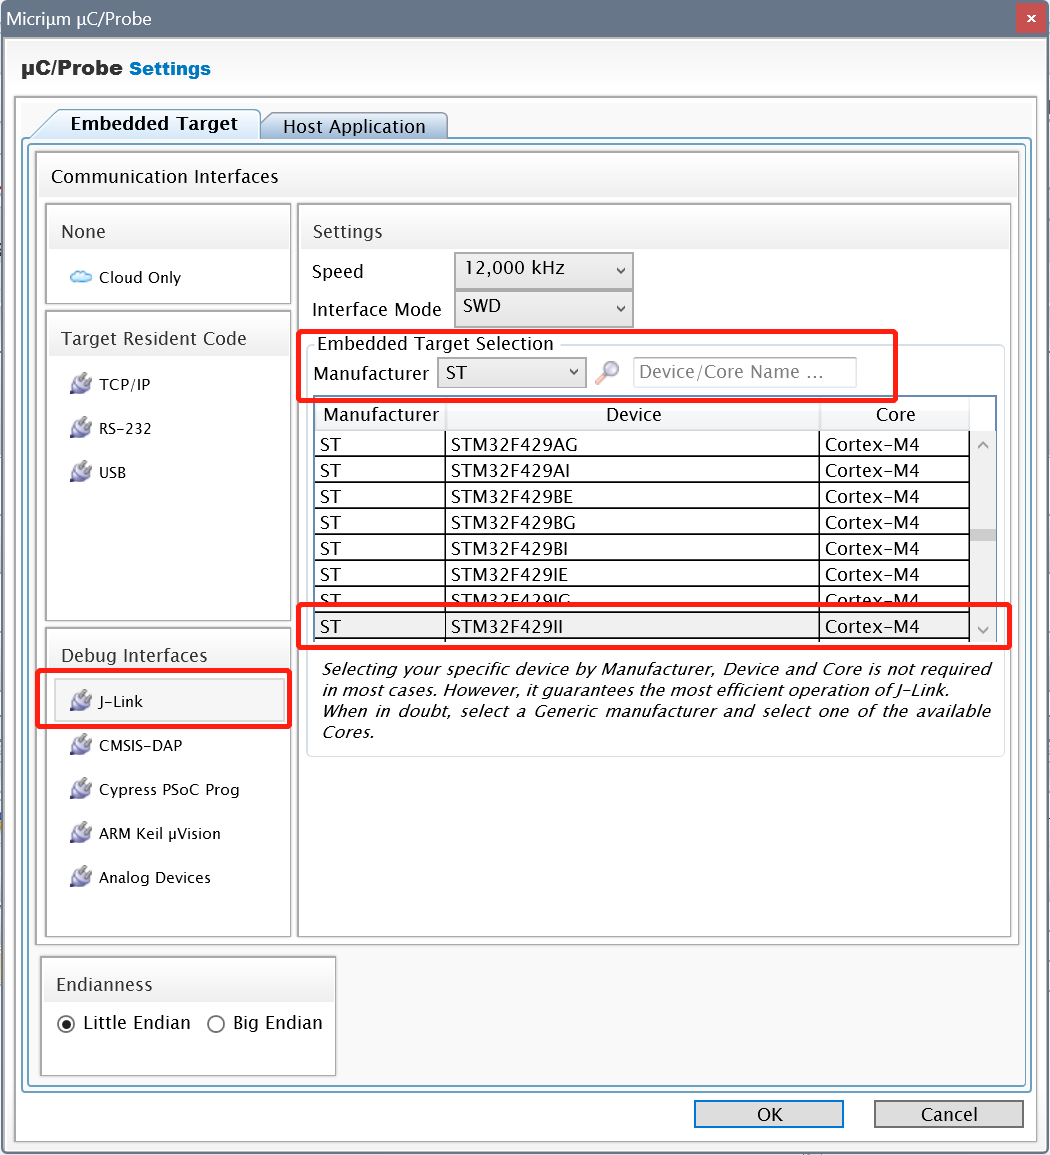 Micriµm µC/Probe
µC/Probe Settings
Embedded Target
Host Application
Communication Interfaces
None
Cloud Only
Target Resident Code
TCP/IP
RS-232
USB
Debug Interfaces
J-Link
CMSIS-DAP
Cypress PSoC Prog
ARM Keil µVision
Analog Devices
Settings
Speed 12,000 kHz
Interface Mode SWD
Embedded Target Selection
Manufacturer ST Device/Core Name ...
Manufacturer Device Core
ST STM32F429AG Cortex-M4
ST STM32F429AI Cortex-M4
ST STM32F429BE Cortex-M4
ST STM32F429BG Cortex-M4
ST STM32F429BI Cortex-M4
ST STM32F429IE Cortex-M4
ST STM32F429IG Cortex-M4
ST STM32F429II Cortex-M4
Selecting your specific device by Manufacturer, Device and Core is not required
in most cases. However, it guarantees the most efficient operation of J-Link.
When in doubt, select a Generic manufacturer and select one of the available
Cores.
Endianness
Little Endian Big Endian
OK Cancel